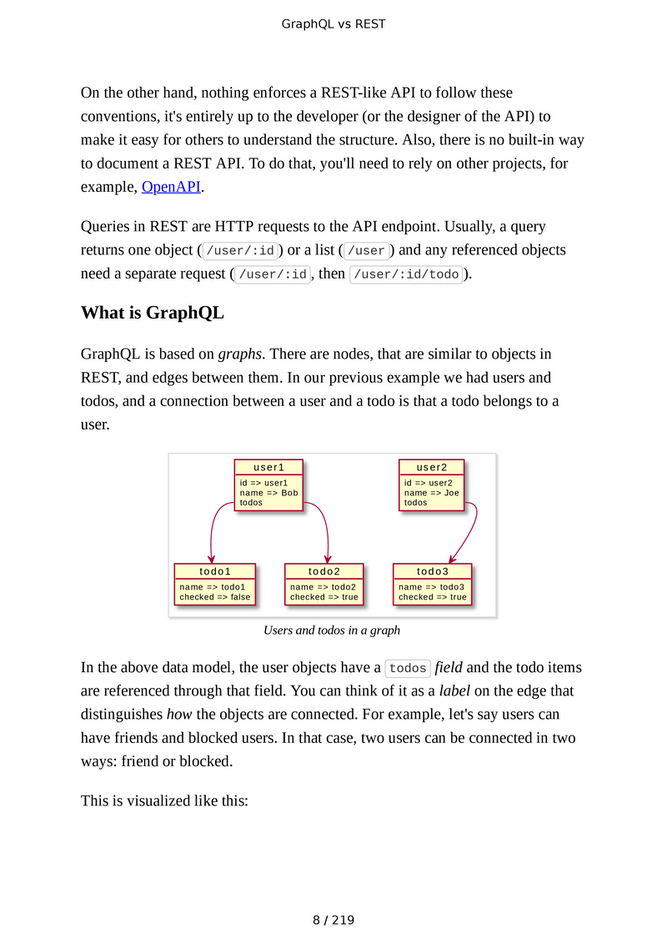 GraphQL vs REST
On the other hand, nothing enforces a REST-like API to follow these
conventions, it's entirely up to the developer (or the designer of the API) to
make it easy for others to understand the structure. Also, there is no built-in way
to document a REST API. To do that, you'll need to rely on other projects, for
example, OpenAPI.
Queries in REST are HTTP requests to the API endpoint. Usually, a query
returns one object ( /user/:id ) or a list ( /user ) and any referenced objects
need a separate request ( /user/:id , then /user/:id/todo ).
What is GraphQL
GraphQL is based on graphs. There are nodes, that are similar to objects in
REST, and edges between them. In our previous example we had users and
todos, and a connection between a user and a todo is that a todo belongs to a
user.
user1
id => user1
name => Bob
todos
user2
id => user2
name => Joe
todos
todo1
name => todo1
checked => false
todo2
name => todo2
checked => true
todo3
name => todo3
checked => true
Users and todos in a graph
In the above data model, the user objects have a todos field and the todo items
are referenced through that field. You can think of it as a label on the edge that
distinguishes how the objects are connected. For example, let's say users can
have friends and blocked users. In that case, two users can be connected in two
ways: friend or blocked.
This is visualized like this:
8 / 219